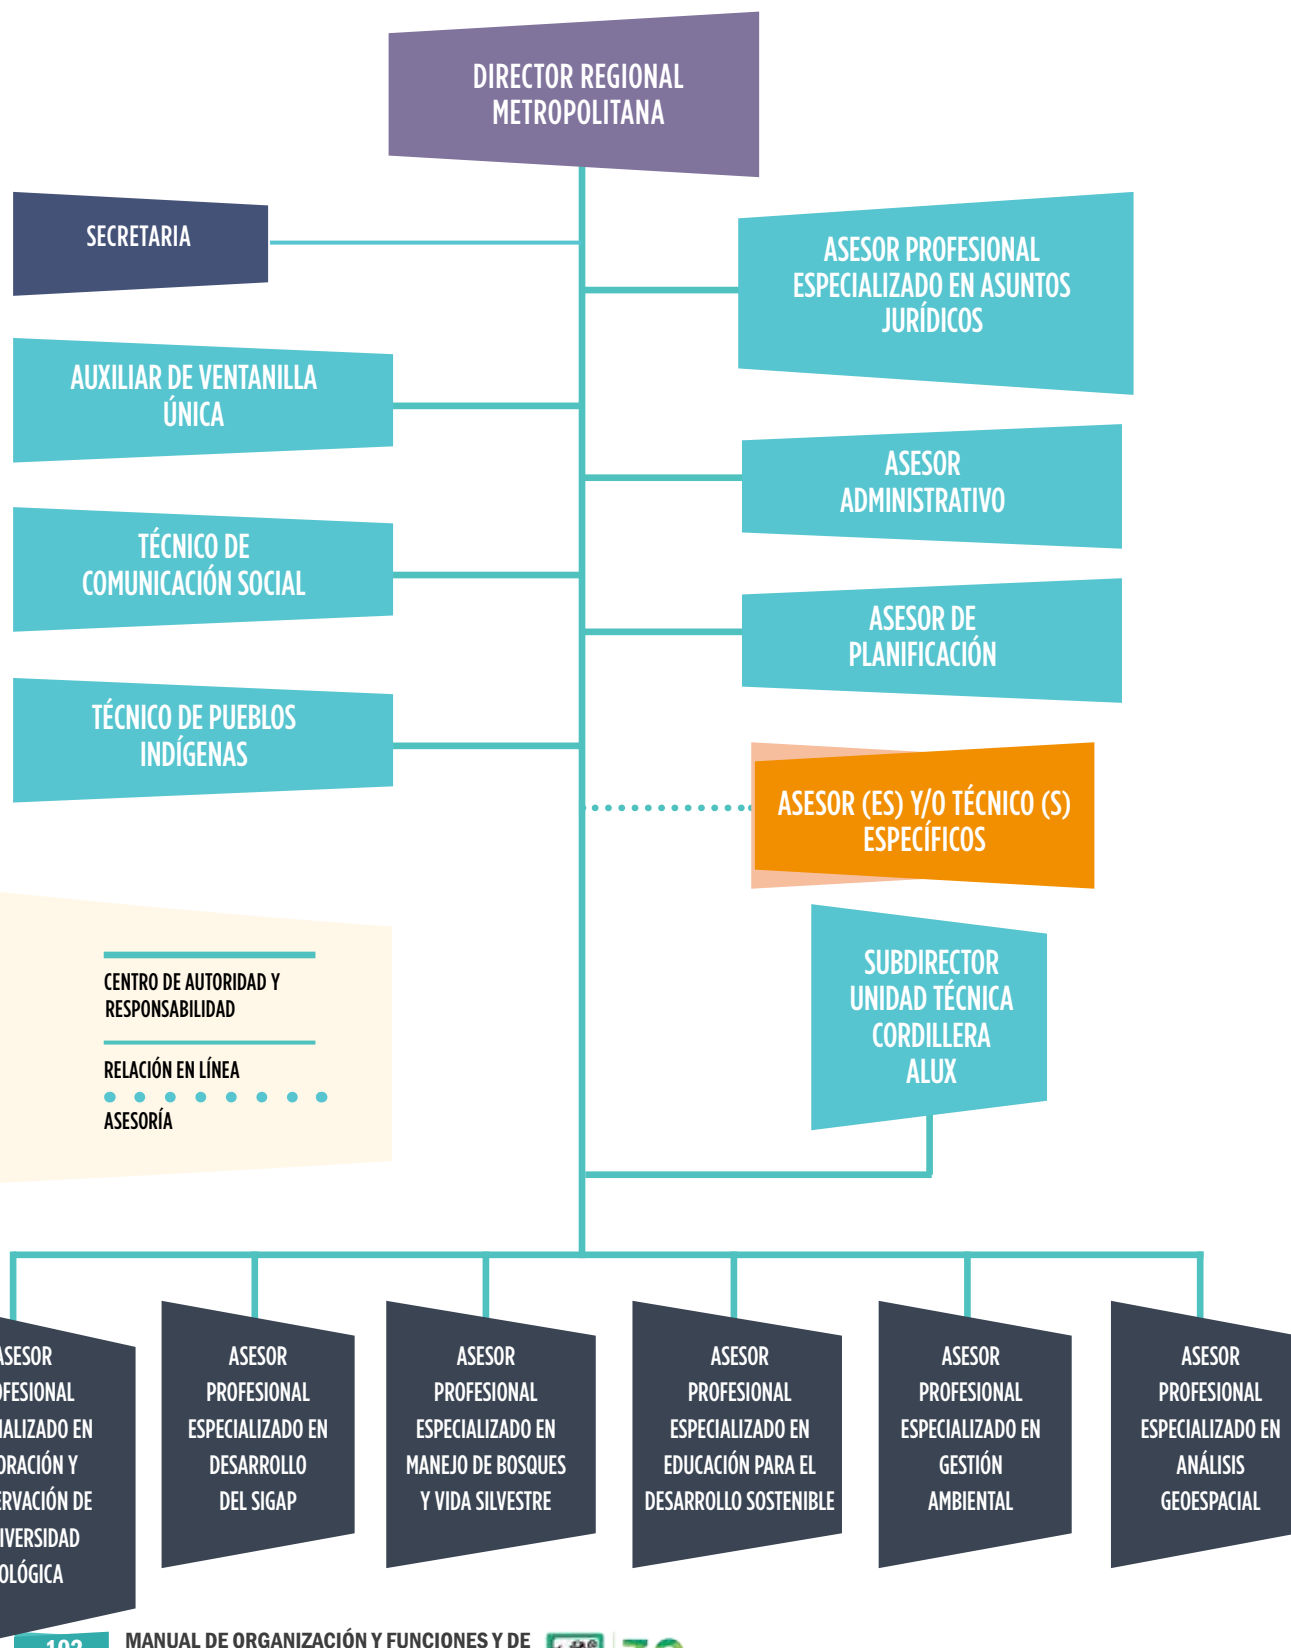 DIRECTOR REGIONAL
METROPOLITANA
SECRETARIA
ASESOR PROFESIONAL
ESPECIALIZADO EN ASUNTOS
JURÍDICOS
AUXILIAR DE VENTANILLA
ÚNICA
ASESOR
ADMINISTRATIVO
TÉCNICO DE
COMUNICACIÓN SOCIAL
ASESOR DE
PLANIFICACIÓN
TÉCNICO DE PUEBLOS
INDÍGENAS
ASESOR (ES) Y/O TÉCNICO (S)
ESPECÍFICOS
SUBDIRECTOR
UNIDAD TÉCNICA
CORDILLERA
ALUX
CENTRO DE AUTORIDAD Y
RESPONSABILIDAD
RELACIÓN EN LÍNEA
ASESORÍA
EN
Y
DE
ASESOR
PROFESIONAL
ESPECIALIZADO EN
DESARROLLO
DEL SIGAP
ASESOR
PROFESIONAL
ESPECIALIZADO EN
MANEJO DE BOSQUES
Y VIDA SILVESTRE
ASESOR
PROFESIONAL
ESPECIALIZADO EN
EDUCACIÓN PARA EL
DESARROLLO SOSTENIBLE
ASESOR
PROFESIONAL
ESPECIALIZADO EN
GESTIÓN
AMBIENTAL
ASESOR
PROFESIONAL
ESPECIALIZADO EN
ANÁLISIS
GEOESPACIAL
MANUAL DE ORGANIZACIÓN Y FUNCIONES Y DE